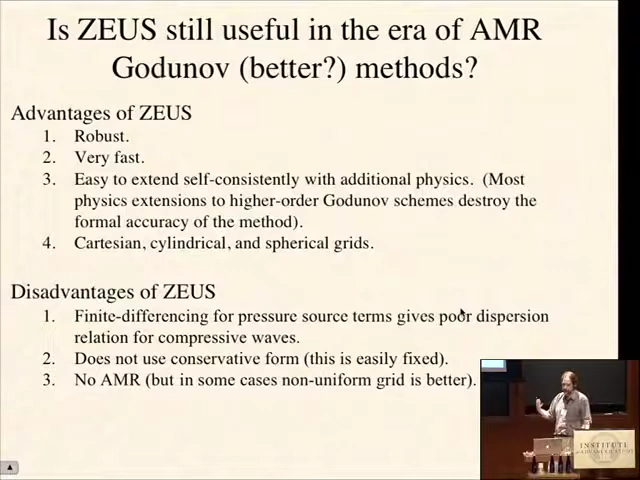 Is ZEUS still useful in the era of AMR
Godunov (better?) methods?
Advantages of ZEUS
1. Robust.
2. Very fast.
3. Easy to extend self-consistently with additional physics. (Most
physics extensions to higher-order Godunov schemes destroy the
formal accuracy of the method).
4. Cartesian, cylindrical, and spherical grids.
Disadvantages of ZEUS
1. Finite-differencing for pressure source terms gives poor dispersion
relation for compressive waves.
2. Does not use conservative form (this is easily fixed).
3. No AMR (but in some cases non-uniform grid is better).
INSTITUTE